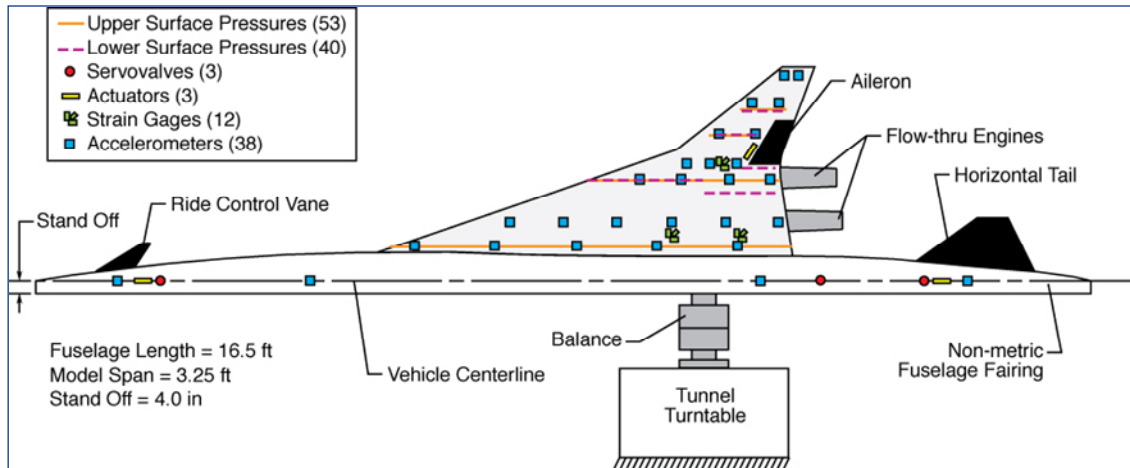 Upper Surface Pressures (53)
Lower Surface Pressures (40)
Servovalves (3)
Actuators (3)
Strain Gages (12)
Accelerometers (38)
Aileron
Flow-thru Engines
Horizontal Tail
Stand Off
Ride Control Vane
Balance
Non-metric
Fuselage Fairing
Vehicle Centerline
Fuselage Length = 16.5 ft
Model Span = 3.25 ft
Stand Off = 4.0 in
Tunnel
Turntable